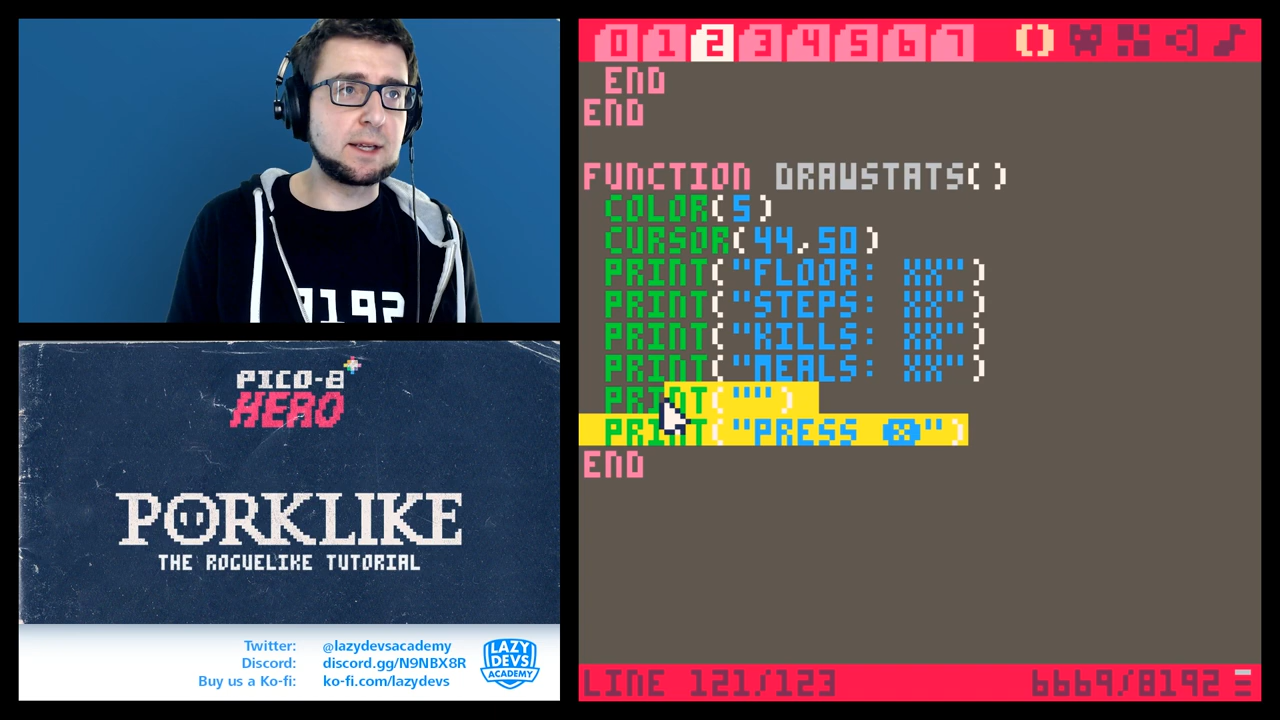 8192
PICO-8
HERO
PORKLIKE
THE ROGUELIKE TUTORIAL
Twitter: @lazydevsacademy
Discord: discord.gg/N9NBX8R
Buy us a Ko-fi: ko-fi.com/lazydevs
LAZY
DEVS
ACADEMY
0 1 2 3 4 5 6 7
END
END
FUNCTION DRAWSTATS()
COLOR(5)
CURSOR(44,50)
PRINT("FLOOR: XX")
PRINT("STEPS: XX")
PRINT("KILLS: XX")
PRINT("MEALS: XX")
PRINT("")
PRINT("PRESS ❎")
END
LINE 121/123 6669/8192